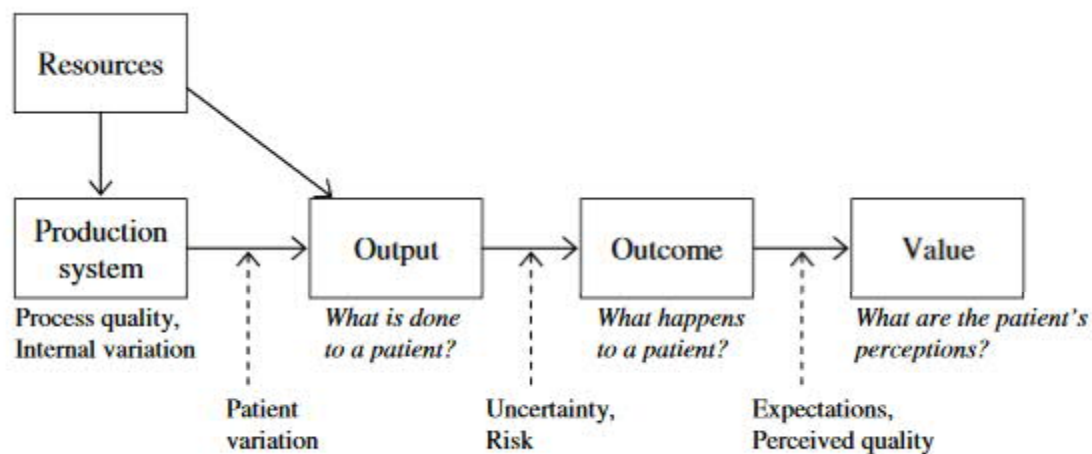 Resources
Production
system
Output
Outcome
Value
Process quality,
Internal variation
What is done
to a patient?
What happens
to a patient?
What are the patient's
perceptions?
Patient
variation
Uncertainty,
Risk
Expectations,
Perceived quality